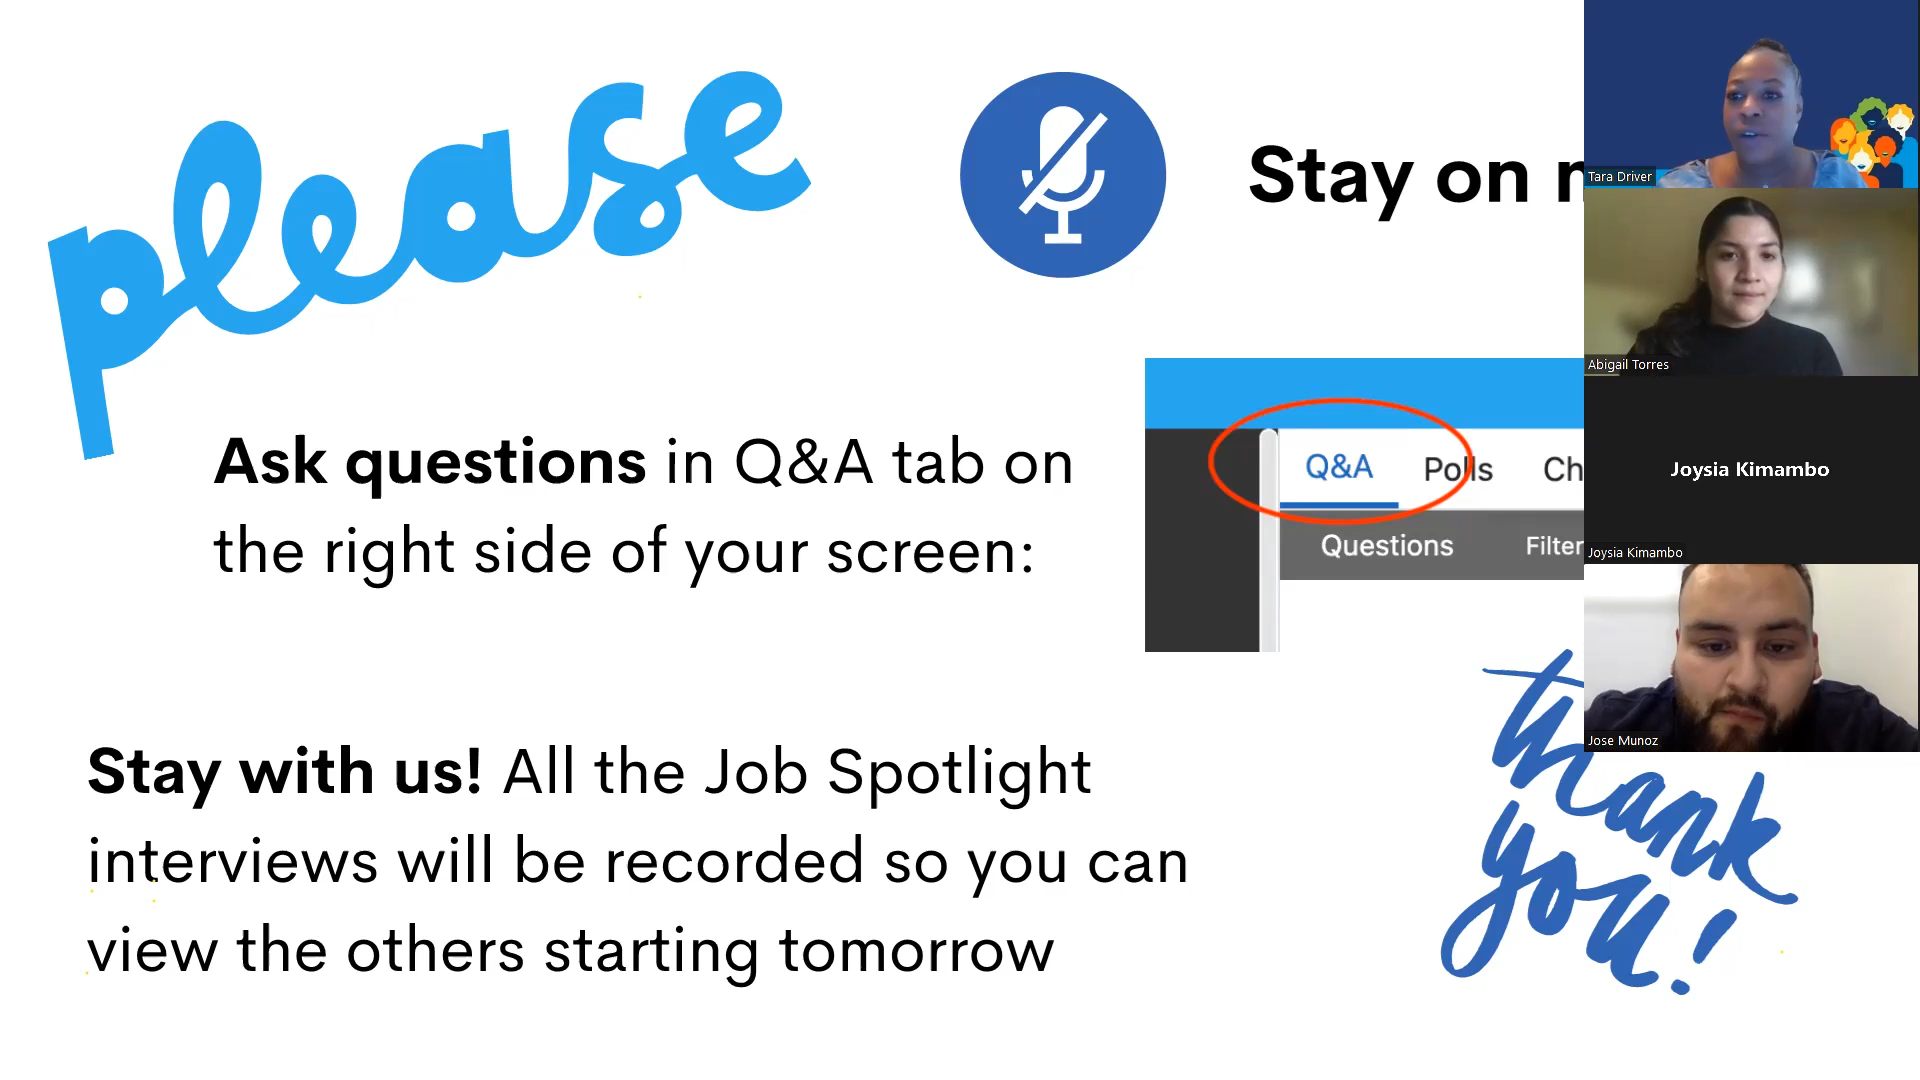 please
Stay on
Ask questions in Q&A tab on
the right side of your screen:
Q&A Polls Ch
Questions Filter
Stay with us! All the Job Spotlight
interviews will be recorded so you can
view the others starting tomorrow
thank
you!
Tara Driver
Abigail Torres
Joysia Kimambo
Joysia Kimambo
Jose Munoz